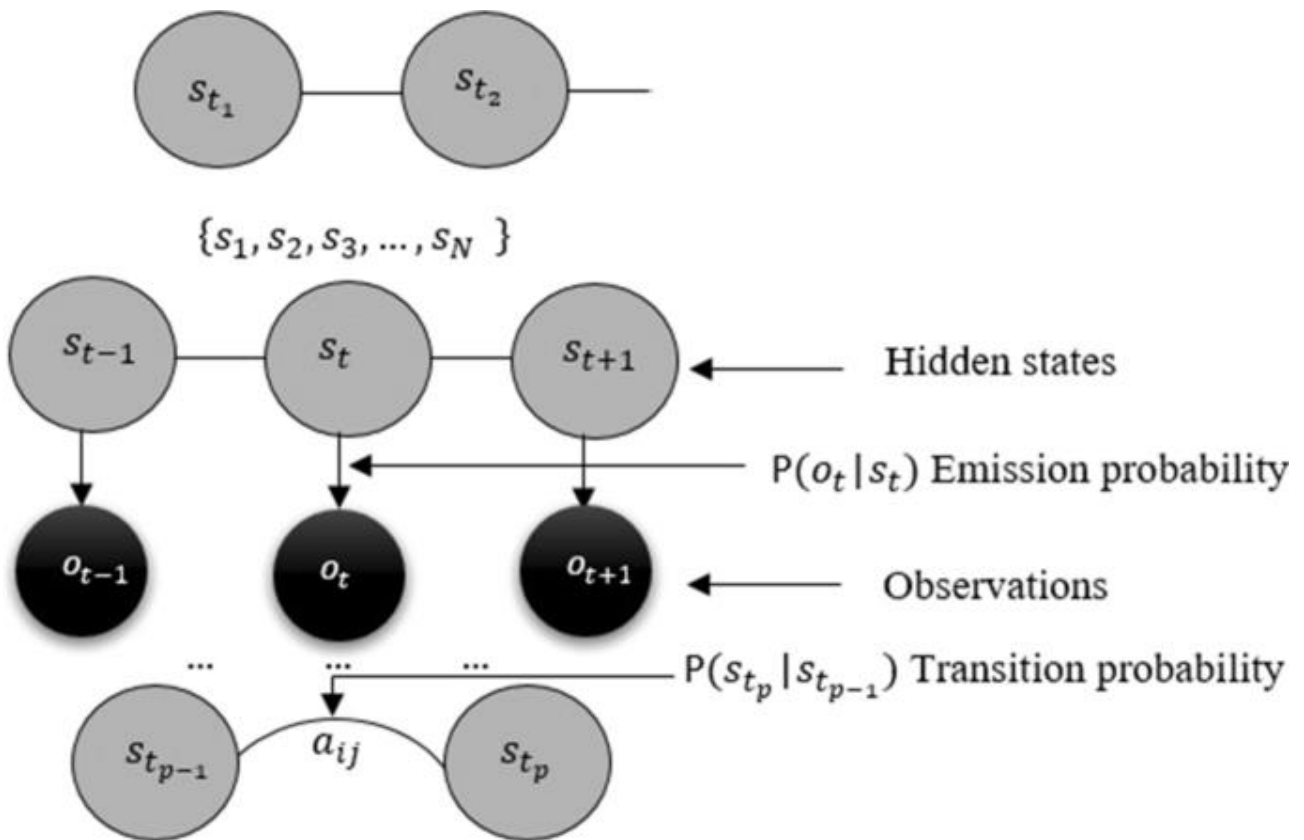 s_{t_1} s_{t_2}
{s_1, s_2, s_3, ..., s_N }
s_{t−1} s_t s_{t+1} Hidden states
P(o_t|s_t) Emission probability
o_{t−1} o_t o_{t+1} Observations
... ... ...
P(s_{t_p}|s_{t_{p−1}}) Transition probability
a_{ij}
s_{t_{p−1}} s_{t_p}